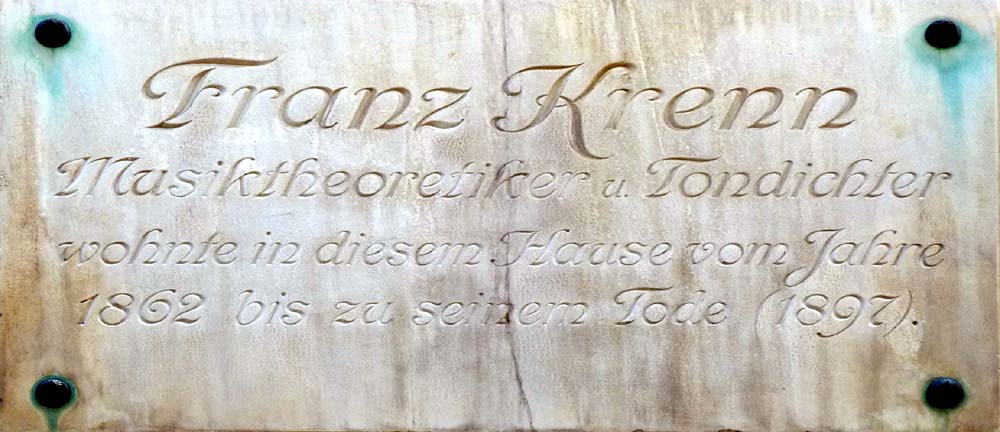 Franz Krenn
Musiktheoretiker u. Tondichter
wohnte in diesem Hause vom Jahre
1862 bis zu seinem Tode (1897).